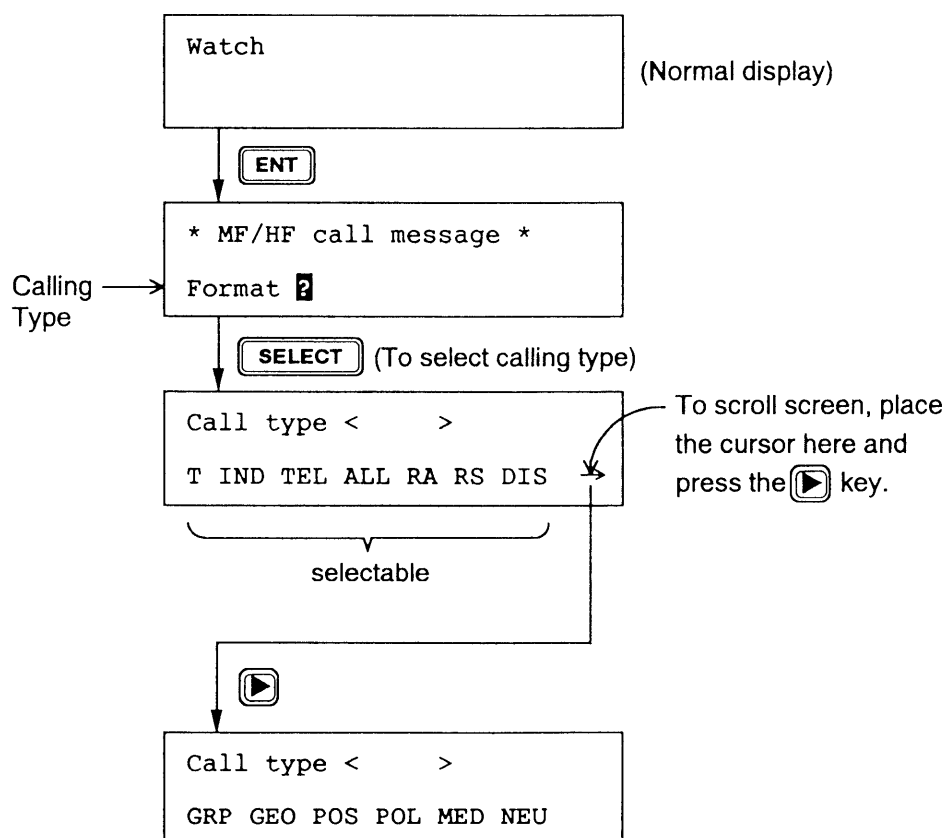 Watch
(Normal display)
ENT
* MF/HF call message *
Calling
Type
Format ?
SELECT (To select calling type)
Call type < >
T IND TEL ALL RA RS DIS →
To scroll screen, place
the cursor here and
press the ▶ key.
selectable
▶
Call type < >
GRP GEO POS POL MED NEU